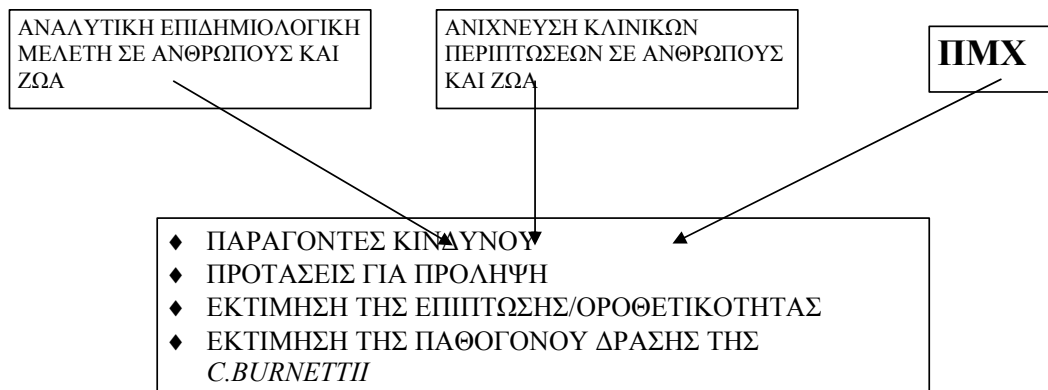 ΑΝΑΛΥΤΙΚΗ ΕΠΙΔΗΜΙΟΛΟΓΙΚΗ
ΜΕΛΕΤΗ ΣΕ ΑΝΘΡΩΠΟΥΣ ΚΑΙ
ΖΩΑ
ΑΝΙΧΝΕΥΣΗ ΚΛΙΝΙΚΩΝ
ΠΕΡΙΠΤΩΣΕΩΝ ΣΕ ΑΝΘΡΩΠΟΥΣ
ΚΑΙ ΖΩΑ
ΠΜΧ
♦ ΠΑΡΑΓΟΝΤΕΣ ΚΙΝΔΥΝΟΥ
♦ ΠΡΟΤΑΣΕΙΣ ΓΙΑ ΠΡΟΛΗΨΗ
♦ ΕΚΤΙΜΗΣΗ ΤΗΣ ΕΠΙΠΤΩΣΗΣ/ΟΡΟΘΕΤΙΚΟΤΗΤΑΣ
♦ ΕΚΤΙΜΗΣΗ ΤΗΣ ΠΑΘΟΓΟΝΟΥ ΔΡΑΣΗΣ ΤΗΣ
C.BURNETTII